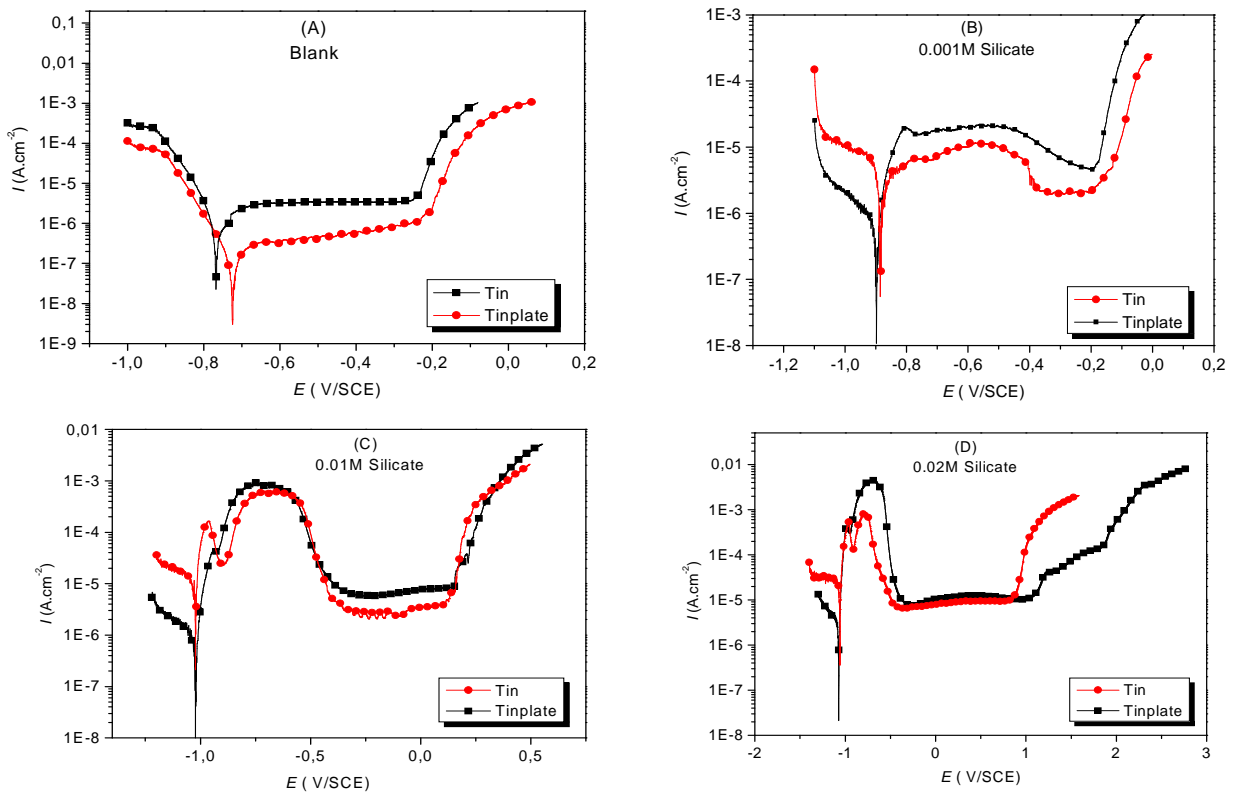 (A)
Blank
0,1
0,01
1E-3
1E-4
1E-5
1E-6
1E-7
1E-8
1E-9
I (A.cm-2)
Tin
Tinplate
-1,0 -0,8 -0,6 -0,4 -0,2 0,0 0,2
E ( V/SCE)
(B)
0.001M Silicate
1E-3
1E-4
1E-5
1E-6
1E-7
1E-8
I (A.cm-2)
Tin
Tinplate
-1,2 -1,0 -0,8 -0,6 -0,4 -0,2 0,0 0,2
E ( V/SCE)
(C)
0.01M Silicate
0,01
1E-3
1E-4
1E-5
1E-6
1E-7
1E-8
I (A.cm-2)
Tin
Tinplate
-1,0 -0,5 0,0 0,5
E ( V/SCE)
(D)
0.02M Silicate
0,01
1E-3
1E-4
1E-5
1E-6
1E-7
1E-8
I (A.cm-2)
Tin
Tinplate
-2 -1 0 1 2 3
E ( V/SCE)